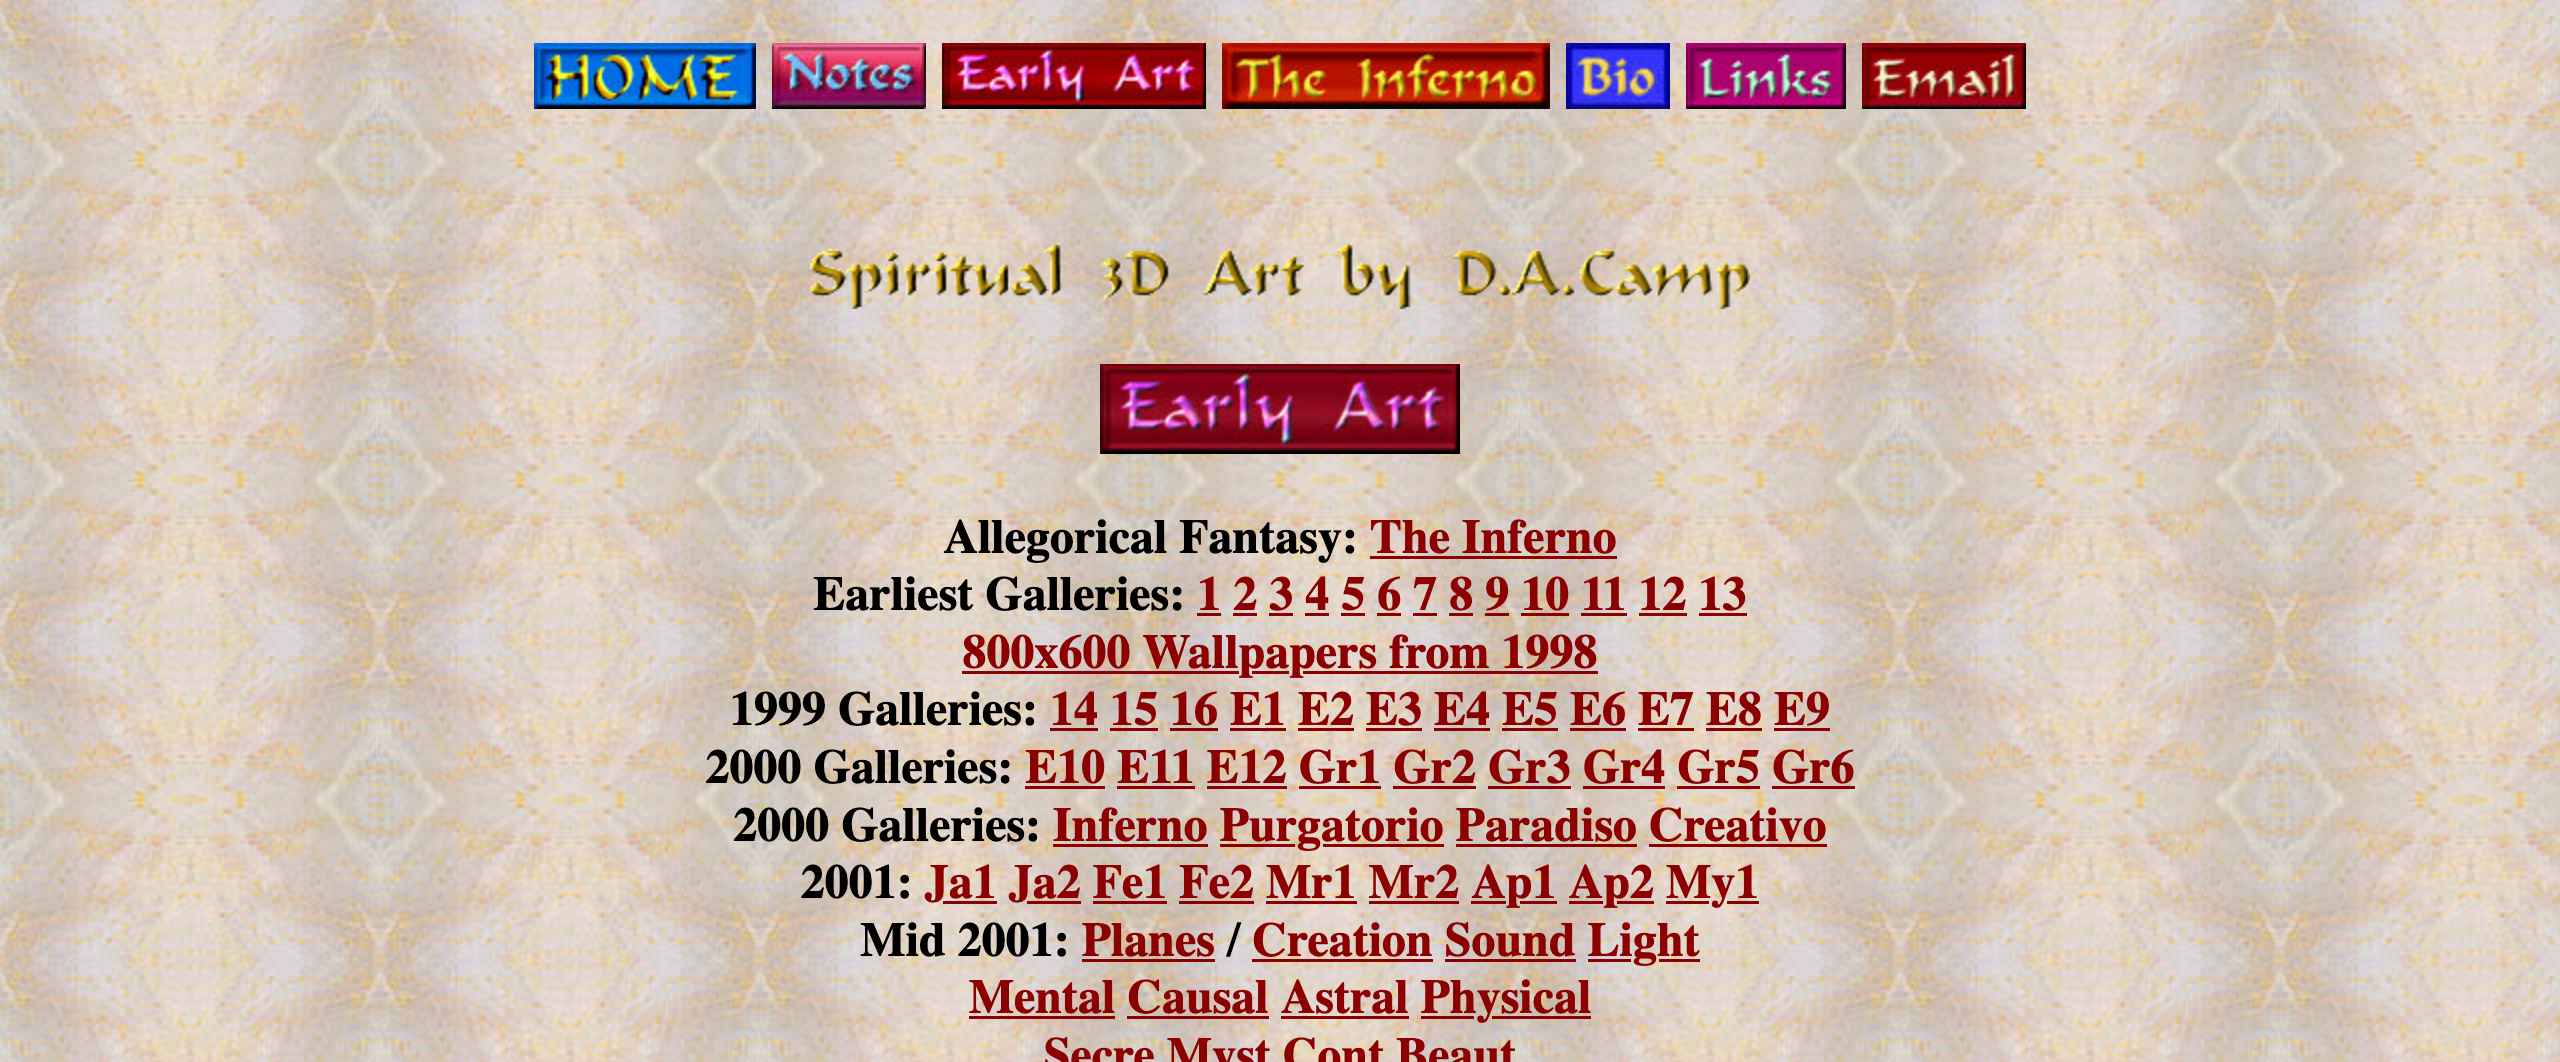 HOME Notes Early Art The Inferno Bio Links Email
Spiritual 3D Art by D.A.Camp
Early Art
Allegorical Fantasy: The Inferno
Earliest Galleries: 1 2 3 4 5 6 7 8 9 10 11 12 13
800x600 Wallpapers from 1998
1999 Galleries: 14 15 16 E1 E2 E3 E4 E5 E6 E7 E8 E9
2000 Galleries: E10 E11 E12 Gr1 Gr2 Gr3 Gr4 Gr5 Gr6
2000 Galleries: Inferno Purgatorio Paradiso Creativo
2001: Ja1 Ja2 Fe1 Fe2 Mr1 Mr2 Ap1 Ap2 My1
Mid 2001: Planes / Creation Sound Light
Mental Causal Astral Physical
Secre Myst Cont Beaut